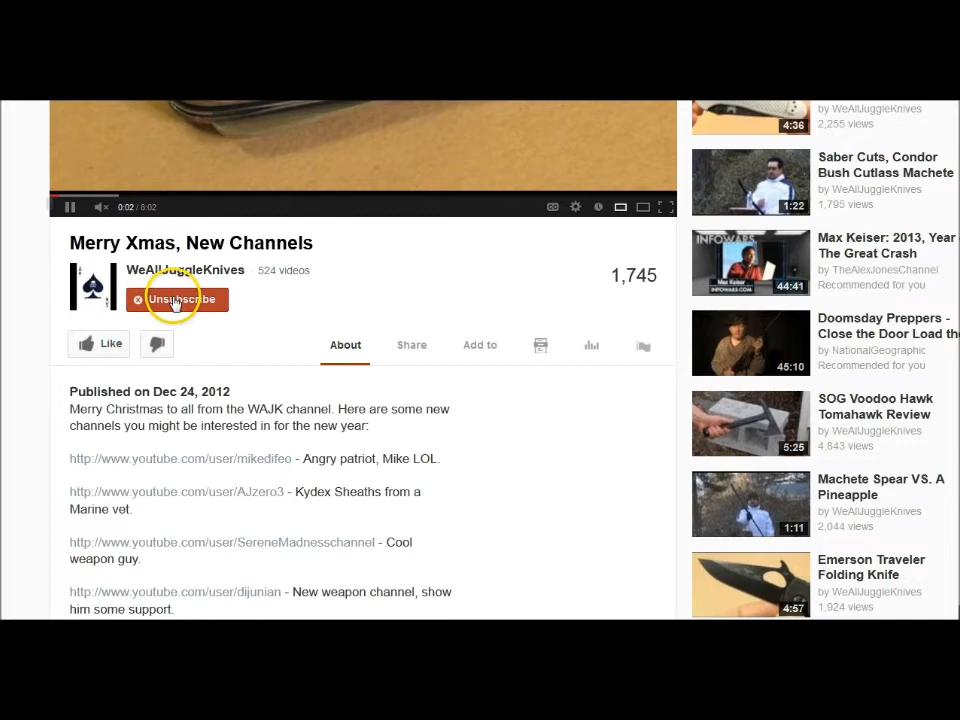 0:02 / 8:02
Merry Xmas, New Channels
WeAllJuggleKnives · 524 videos
Unsubscribe
1,745
Like
About
Share
Add to
Published on Dec 24, 2012
Merry Christmas to all from the WAJK channel. Here are some new
channels you might be interested in for the new year:
http://www.youtube.com/user/mikedifeo - Angry patriot, Mike LOL.
http://www.youtube.com/user/AJzero3 - Kydex Sheaths from a
Marine vet.
http://www.youtube.com/user/SereneMadnesschannel - Cool
weapon guy.
http://www.youtube.com/user/dijunian - New weapon channel, show
him some support.
4:36
by WeAllJuggleKnives
2,255 views
1:22
Saber Cuts, Condor
Bush Cutlass Machete
by WeAllJuggleKnives
1,795 views
INFOWARS
44:41
Max Keiser: 2013, Year
The Great Crash
by TheAlexJonesChannel
Recommended for you
45:10
Doomsday Preppers -
Close the Door Load the
by NationalGeographic
Recommended for you
5:25
SOG Voodoo Hawk
Tomahawk Review
by WeAllJuggleKnives
4,843 views
1:11
Machete Spear VS. A
Pineapple
by WeAllJuggleKnives
2,044 views
4:57
Emerson Traveler
Folding Knife
by WeAllJuggleKnives
1,924 views